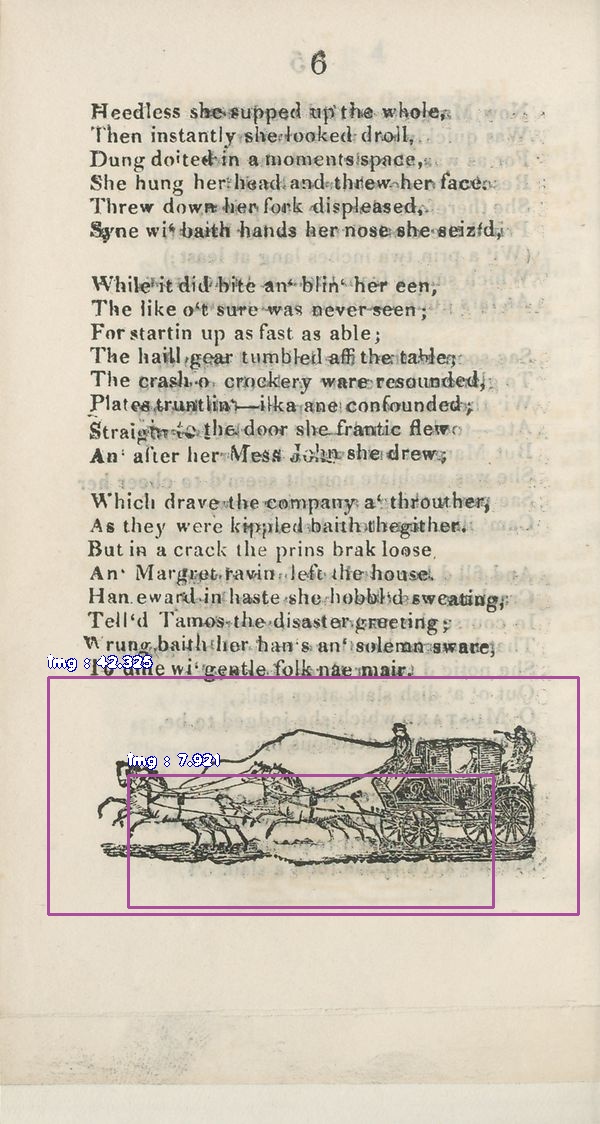 6
Heedless she supped up the whole,
Then instantly she looked droll,
Dung doited in a moments space,
She hung her head and threw her face.
Threw down her fork displeased,
Syne wi‘ baith hands her nose she seiz'd,
While it did bite an‘ blin‘ her een,
The like o‘t sure was never seen;
For startin up as fast as able;
The haill gear tumbled aff the table;
The crash o crockery ware resounded,
Plates truntlin‘—ilka ane confounded;
Straight to the door she frantic flew
An‘ after her Mess John she drew;
Which drave the company a‘ throuther,
As they were kippled baith thegither.
But in a crack the prins brak loose
An‘ Margret ravin left the house.
Han eward in haste she hobbl'd sweating,
Tell‘d Tamos the disaster greeting;
Wrung baith her han s an‘ solemn sware,
To dine wi‘ gentle folk nae mair.
img : 42.325
img : 7.921